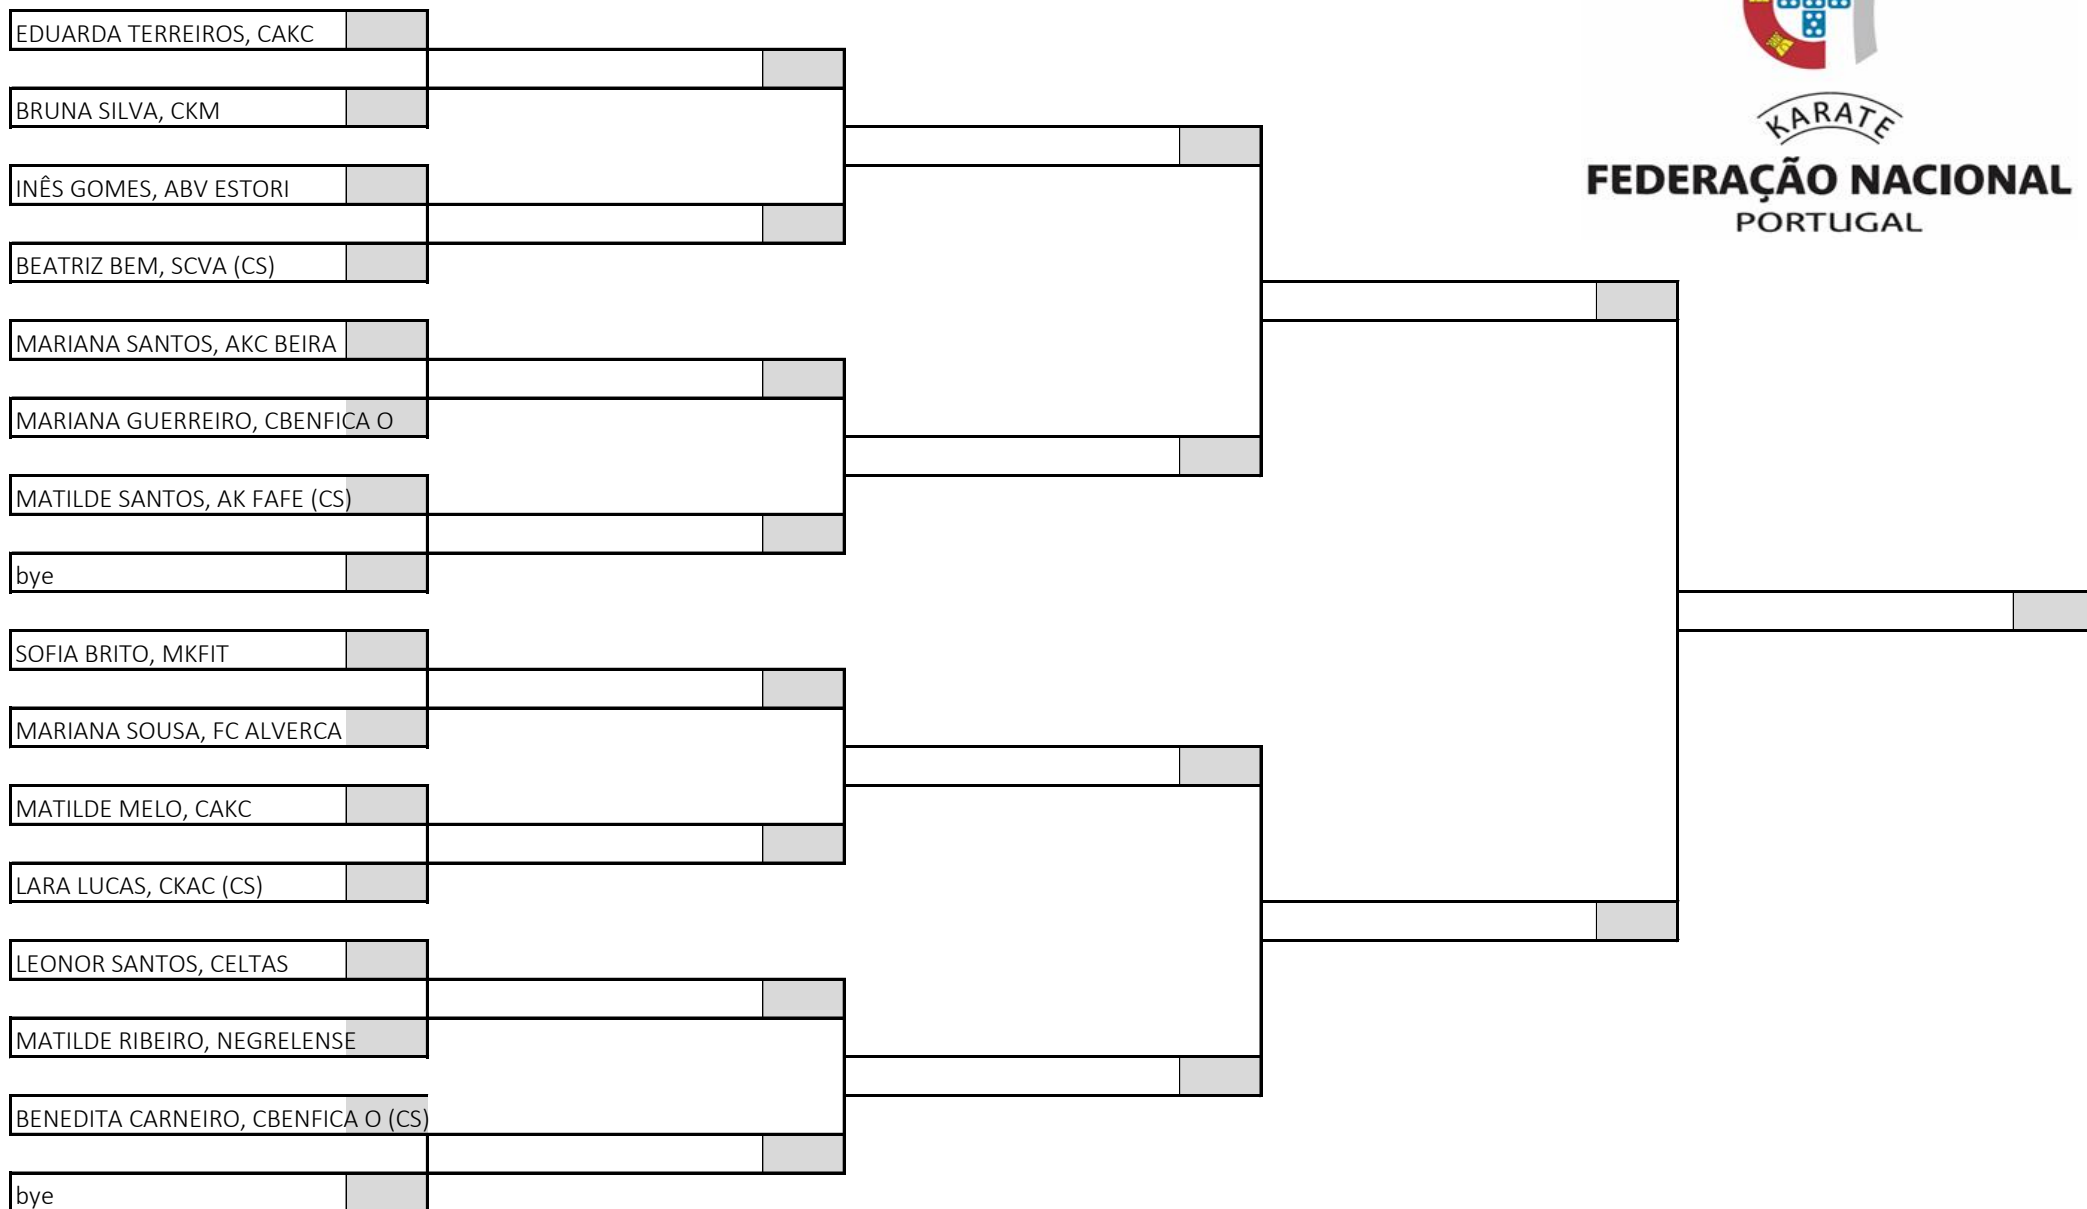 EDUARDA TERREIROS, CAKC
BRUNA SILVA, CKM
INÊS GOMES, ABV ESTORI
BEATRIZ BEM, SCVA (CS)
MARIANA SANTOS, AKC BEIRA
MARIANA GUERREIRO, CBENFICA O
MATILDE SANTOS, AK FAFE (CS)
bye
SOFIA BRITO, MKFIT
MARIANA SOUSA, FC ALVERCA
MATILDE MELO, CAKC
LARA LUCAS, CKAC (CS)
LEONOR SANTOS, CELTAS
MATILDE RIBEIRO, NEGRELENSE
BENEDITA CARNEIRO, CBENFICA O (CS)
bye
KARATE
FEDERAÇÃO NACIONAL
PORTUGAL